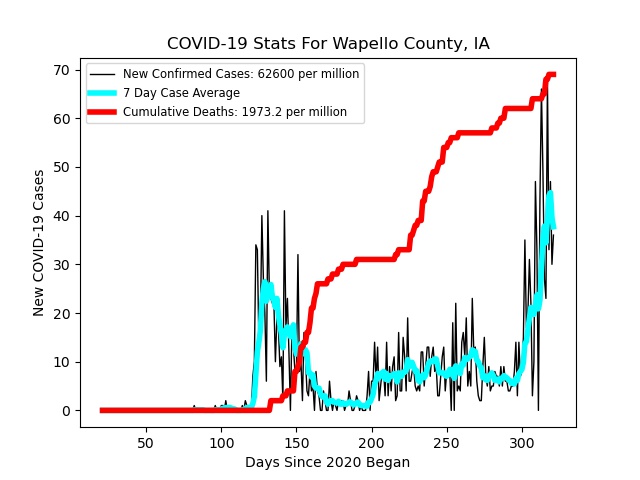 COVID-19 Stats For Wapello County, IA
New Confirmed Cases: 62600 per million
7 Day Case Average
Cumulative Deaths: 1973.2 per million
New COVID-19 Cases
70
60
50
40
30
20
10
0
50 100 150 200 250 300
Days Since 2020 Began